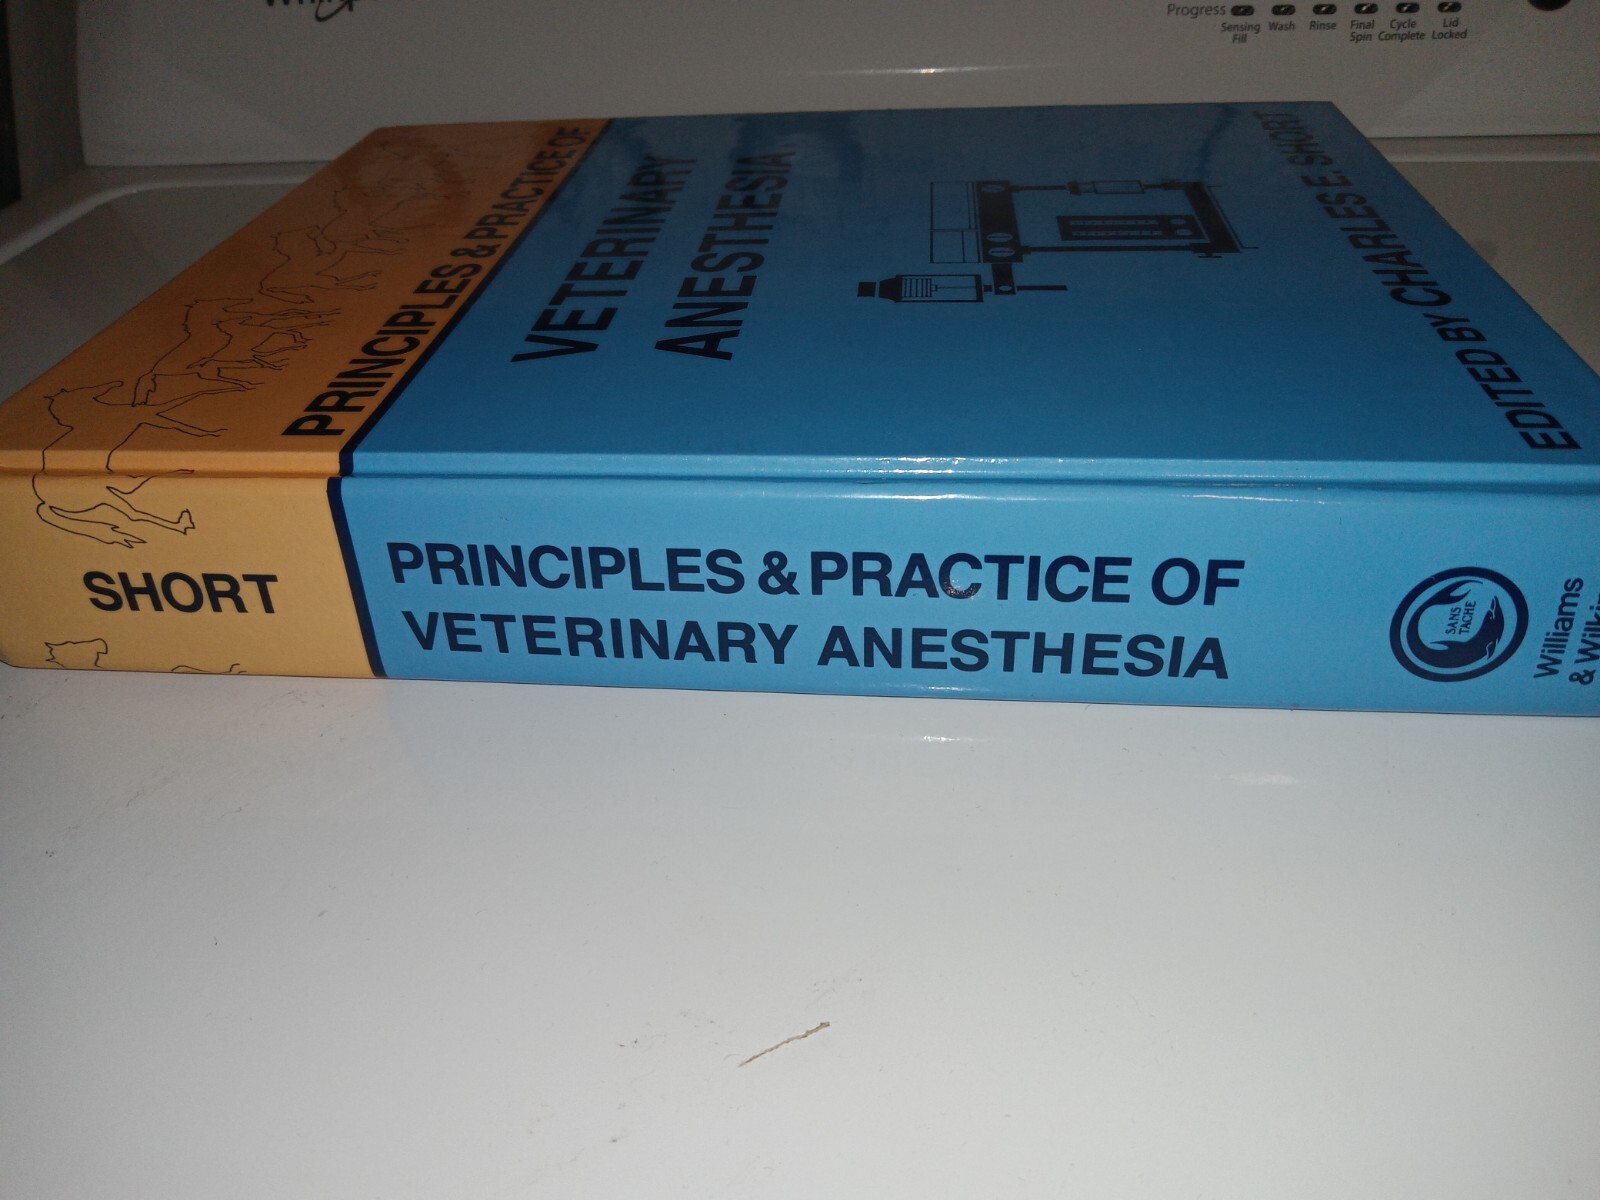 Progress
Sensing Fill
Wash
Rinse
Final Spin
Cycle Complete
Lid Locked
PRINCIPLES & PRACTICE OF
VETERINARY
ANESTHESIA
EDITED BY CHARLES E. SHORT
SHORT
PRINCIPLES & PRACTICE OF
VETERINARY ANESTHESIA
SANS
TACHE
Williams
&